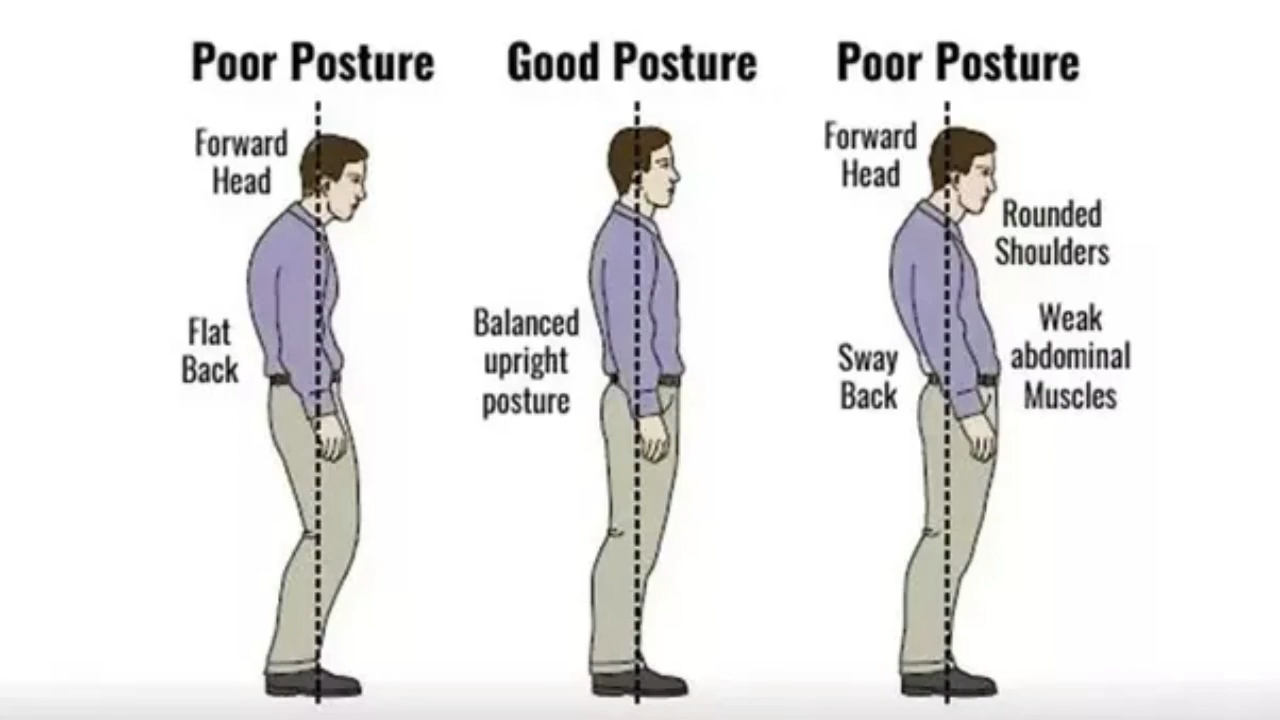 Poor Posture
Good Posture
Poor Posture
Forward
Head
Flat
Back
Balanced
upright
posture
Forward
Head
Rounded
Shoulders
Weak
abdominal
Muscles
Sway
Back